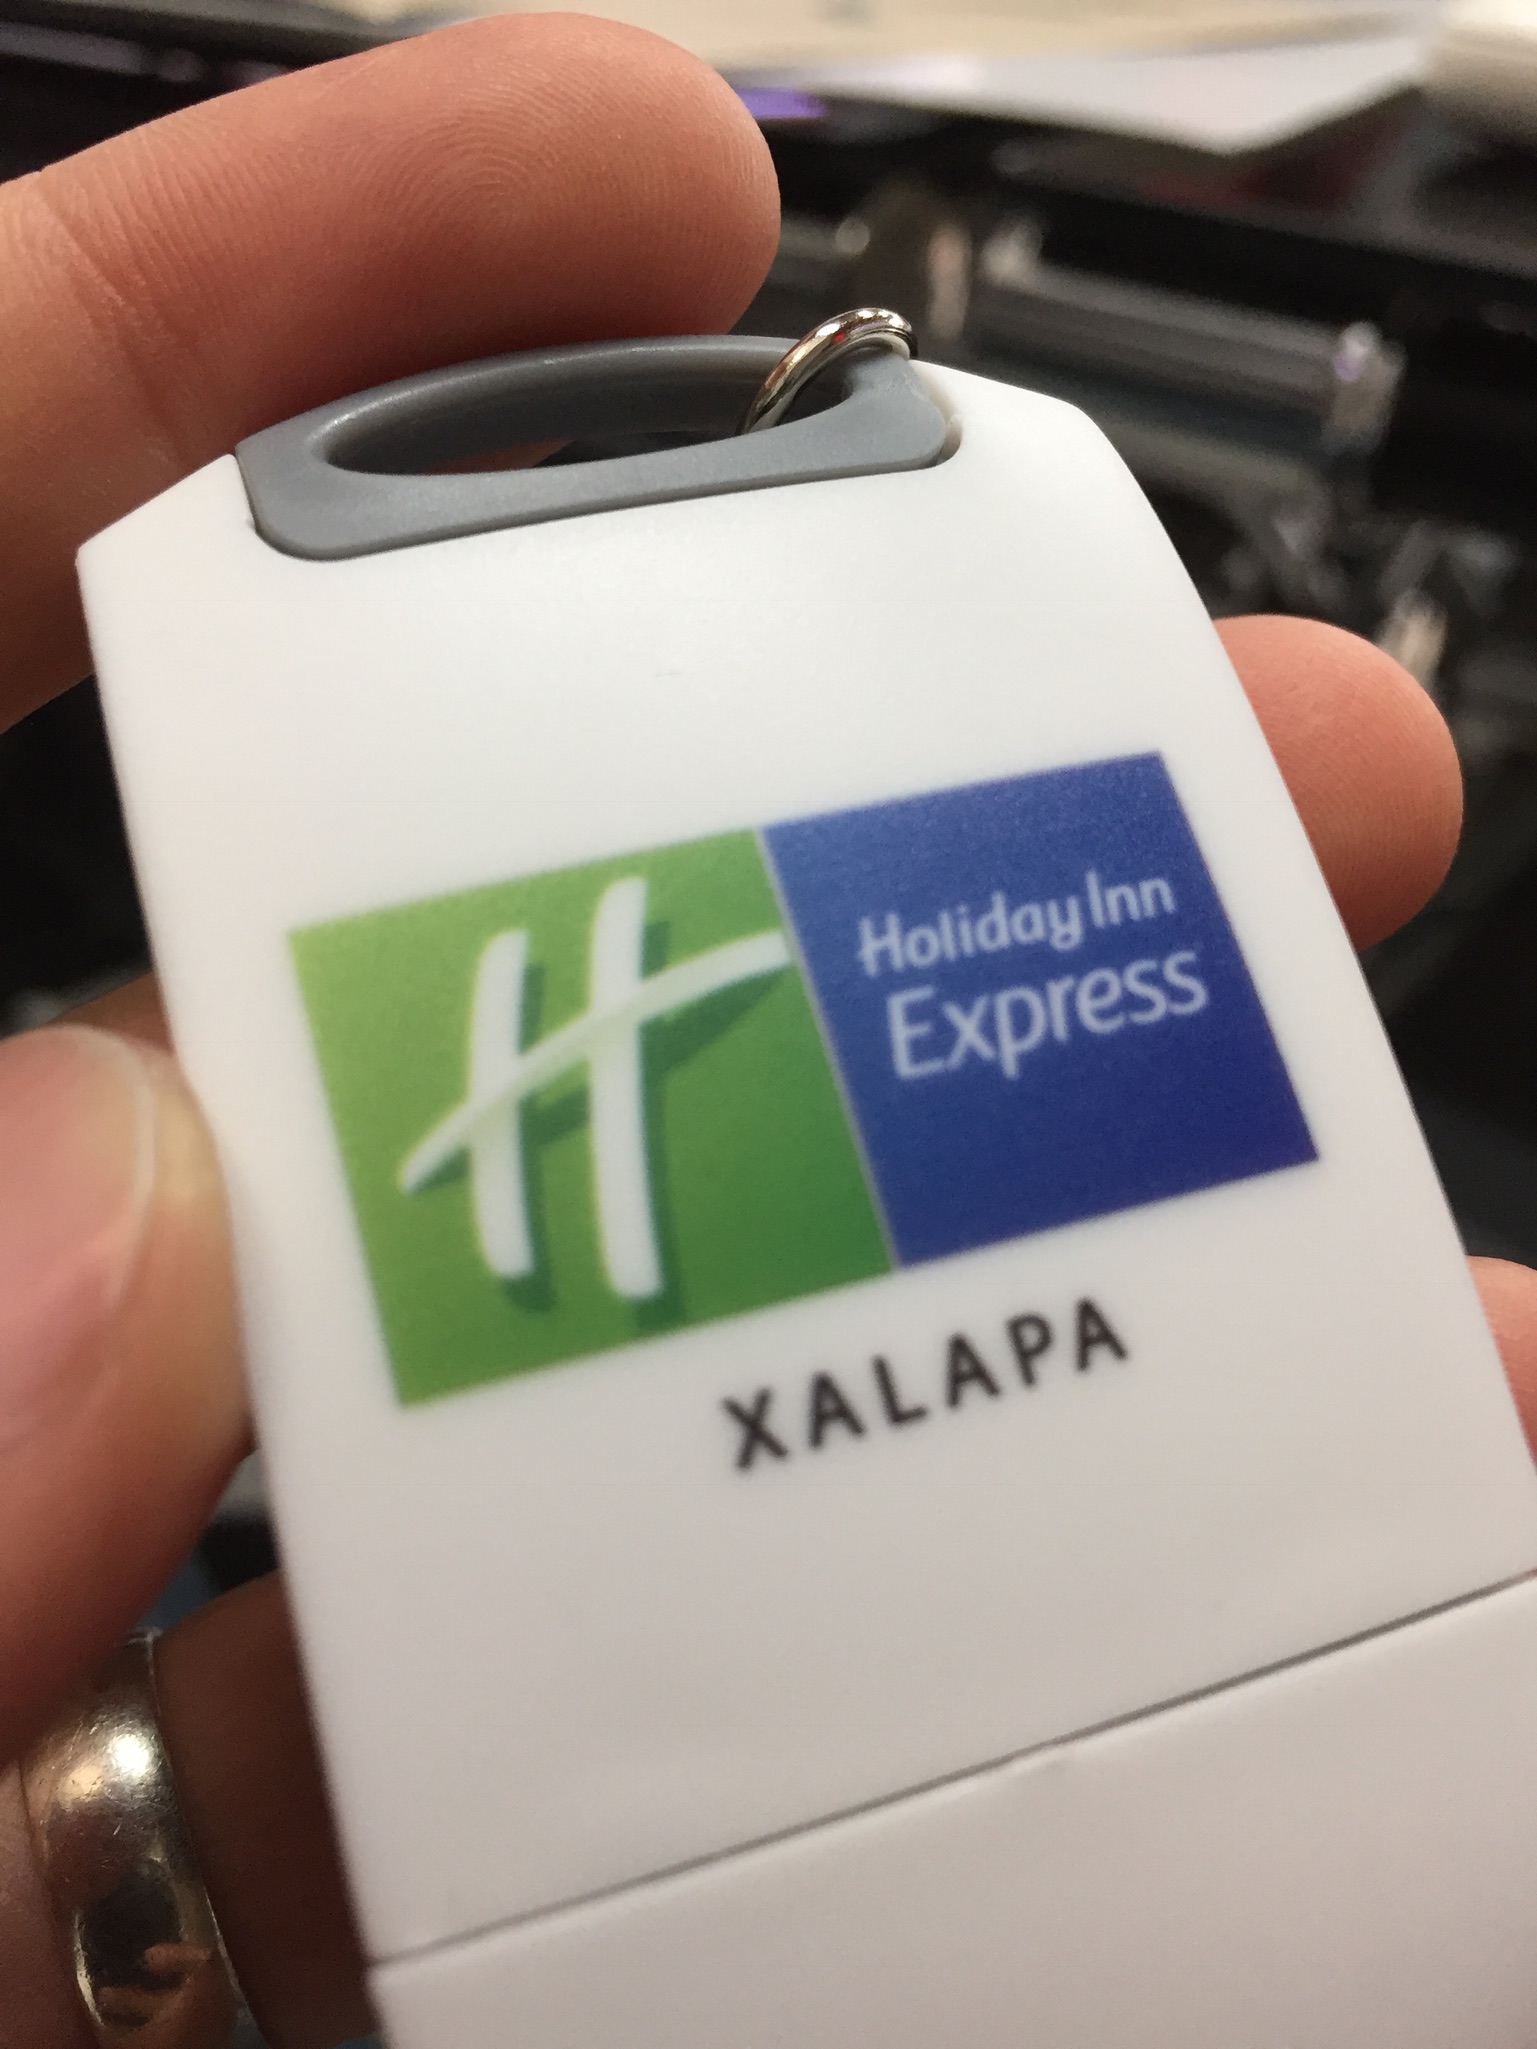 H
Holiday Inn
Express
XALAPA